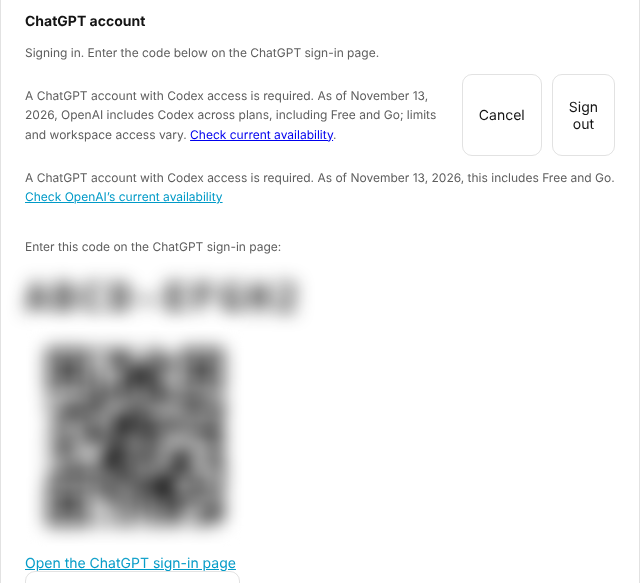 ChatGPT account
Signing in. Enter the code below on the ChatGPT sign-in page.
A ChatGPT account with Codex access is required. As of November 13,
2026, OpenAI includes Codex across plans, including Free and Go; limits
and workspace access vary. Check current availability.
Cancel
Sign
out
A ChatGPT account with Codex access is required. As of November 13, 2026, this includes Free and Go.
Check OpenAI's current availability
Enter this code on the ChatGPT sign-in page:
Open the ChatGPT sign-in page